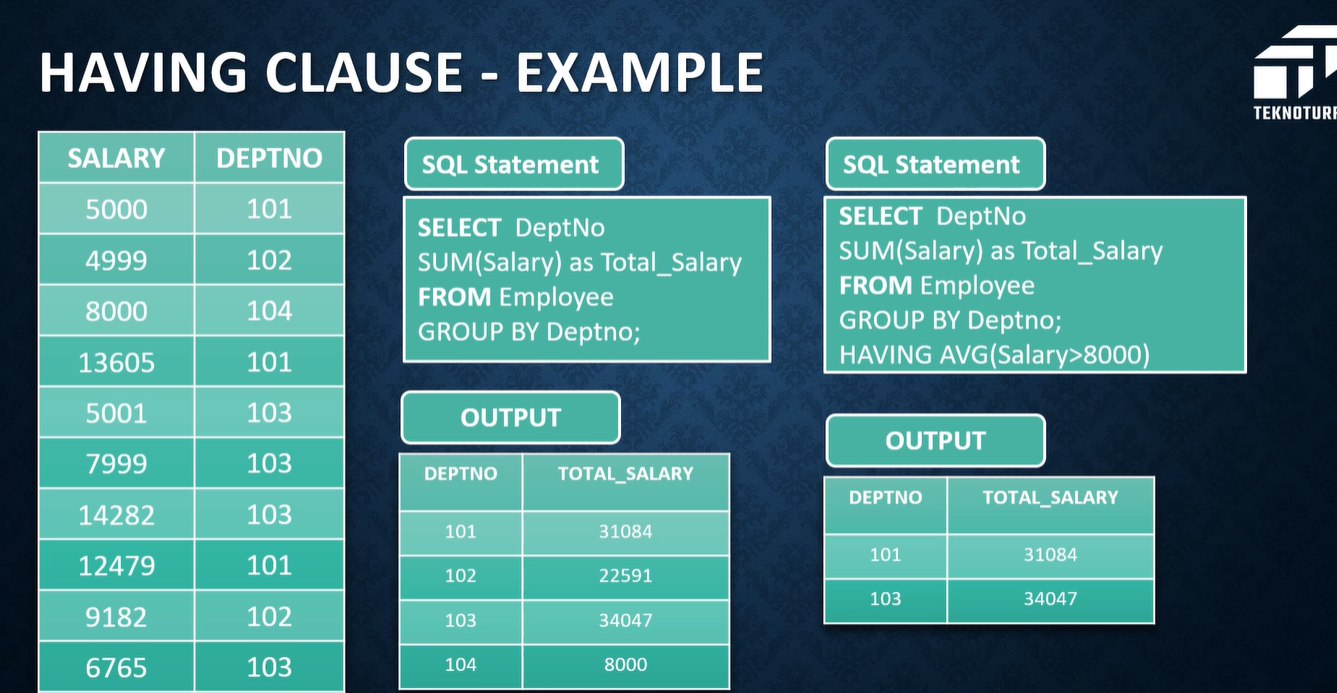 HAVING CLAUSE - EXAMPLE
SALARY DEPTNO
5000 101
4999 102
8000 104
13605 101
5001 103
7999 103
14282 103
12479 101
9182 102
6765 103
SQL Statement
SELECT DeptNo
SUM(Salary) as Total_Salary
FROM Employee
GROUP BY Deptno;
OUTPUT
DEPTNO TOTAL_SALARY
101 31084
102 22591
103 34047
104 8000
SQL Statement
SELECT DeptNo
SUM(Salary) as Total_Salary
FROM Employee
GROUP BY Deptno;
HAVING AVG(Salary>8000)
OUTPUT
DEPTNO TOTAL_SALARY
101 31084
103 34047